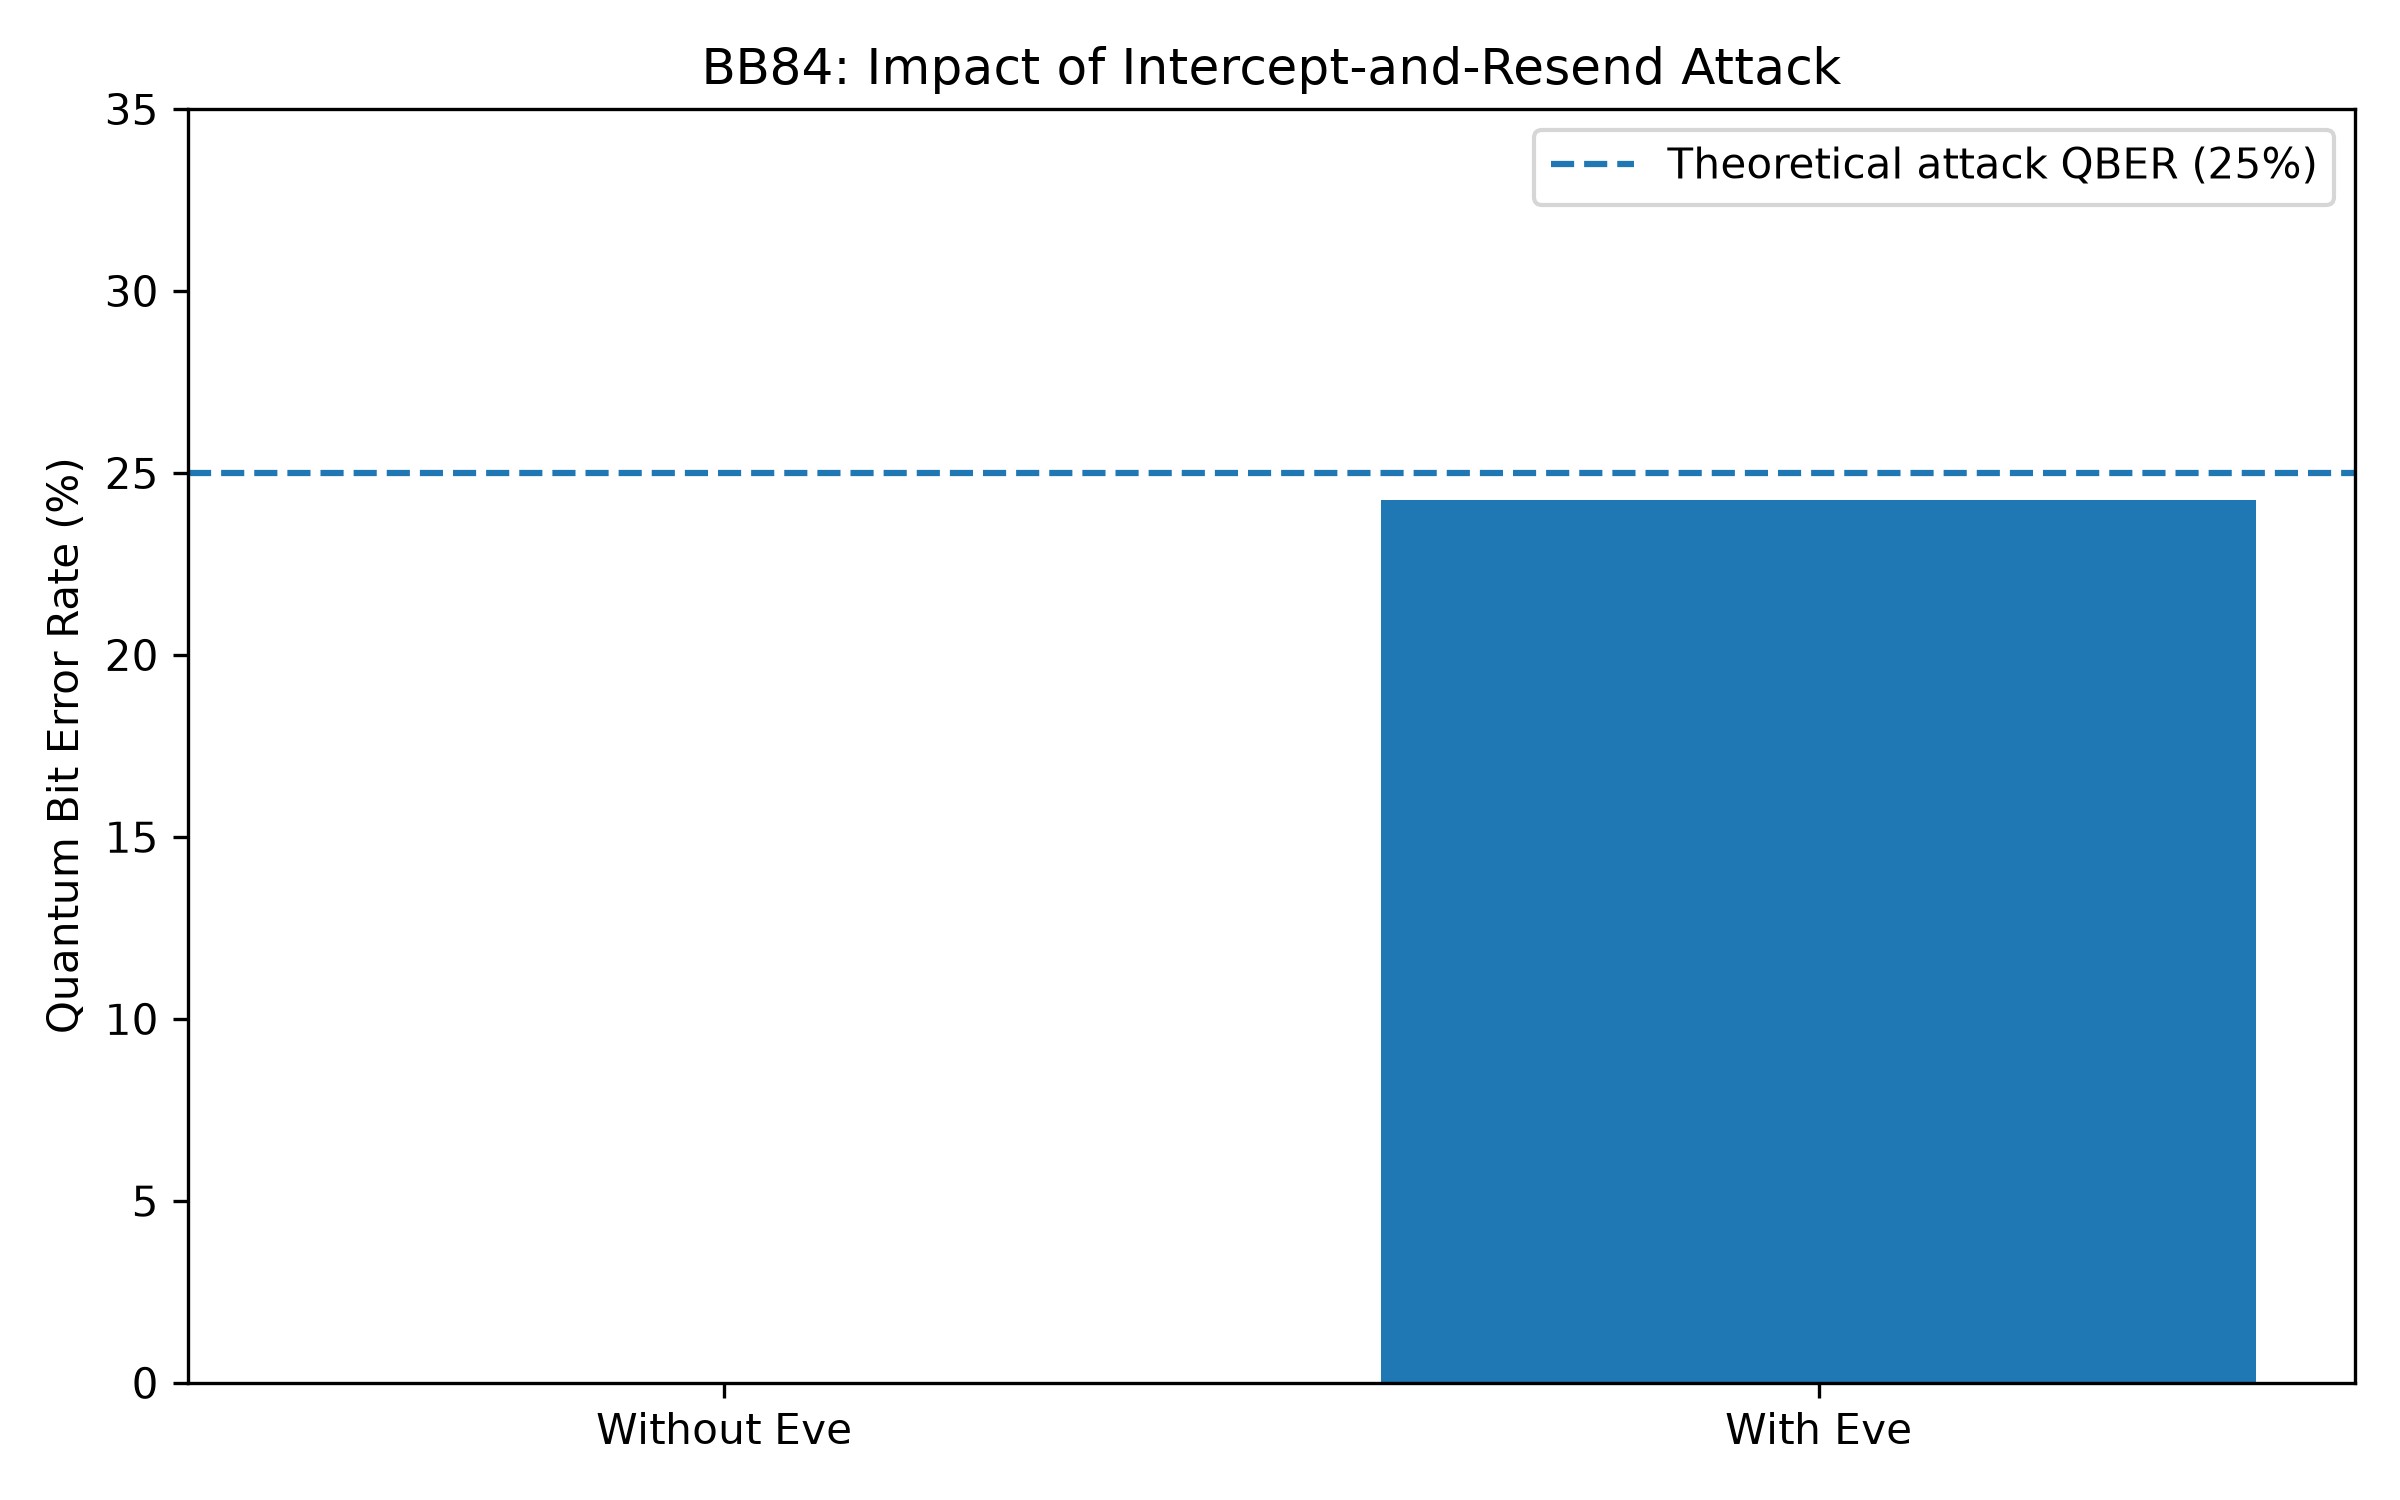 BB84: Impact of Intercept-and-Resend Attack
Theoretical attack QBER (25%)
Quantum Bit Error Rate (%)
35
30
25
20
15
10
5
0
Without Eve
With Eve